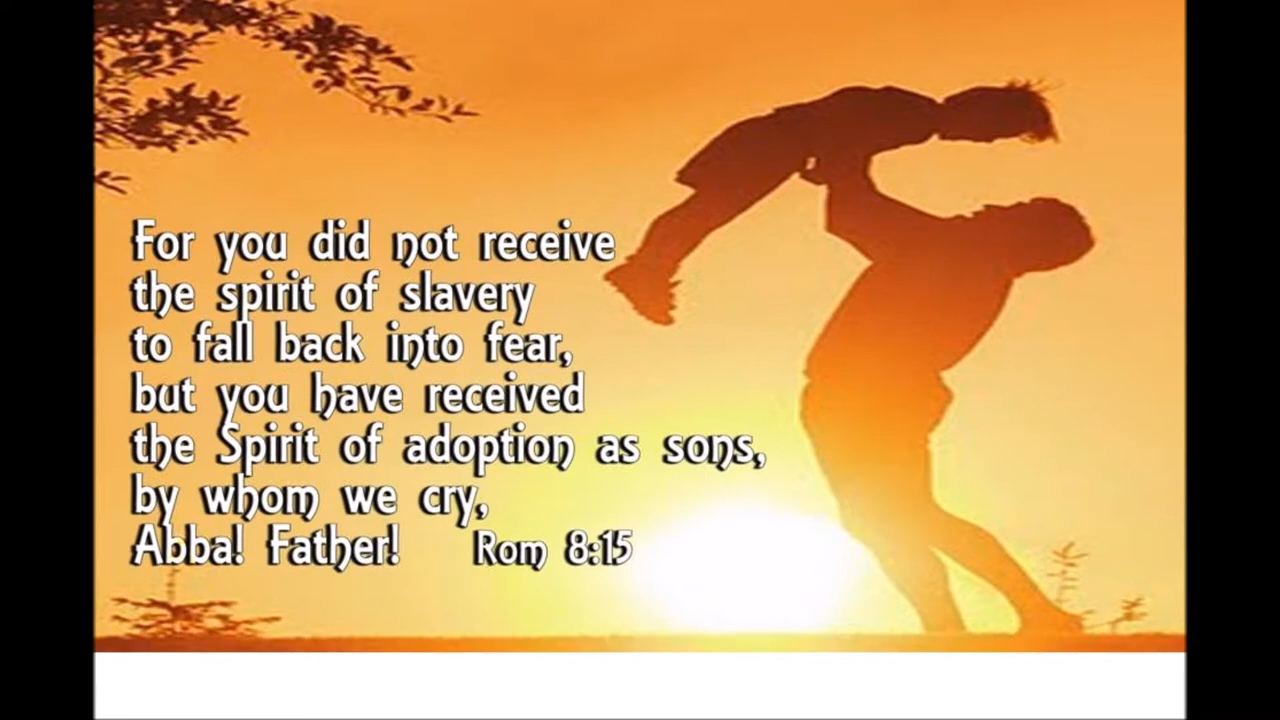 For you did not receive
the spirit of slavery
to fall back into fear,
but you have received
the Spirit of adoption as sons,
by whom we cry,
Abba! Father! Rom 8:15